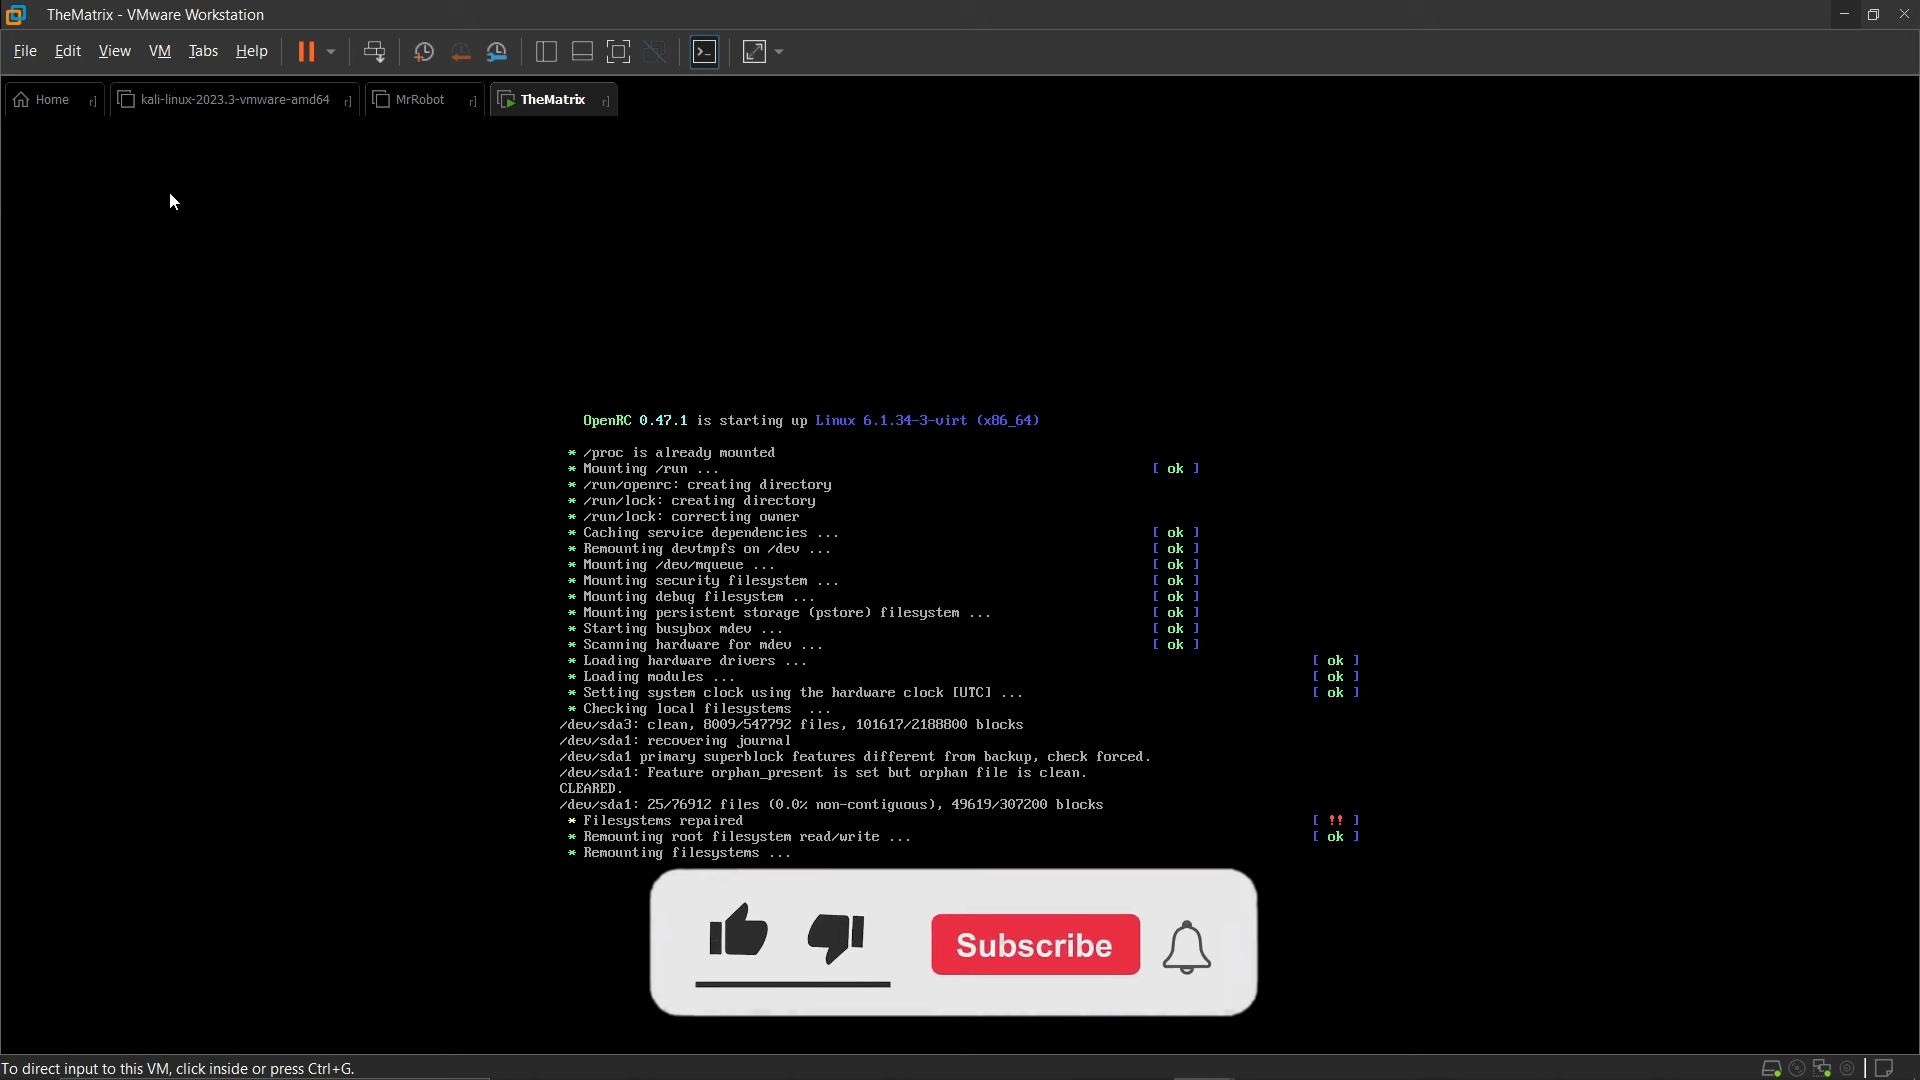 TheMatrix - VMware Workstation
File Edit View VM Tabs Help
Home kali-linux-2023.3-vmware-amd64 MrRobot TheMatrix
OpenRC 0.47.1 is starting up Linux 6.1.34-3-virt (x86_64)
* /proc is already mounted
* Mounting /run ... [ ok ]
* /run/openrc: creating directory
* /run/lock: creating directory
* /run/lock: correcting owner
* Caching service dependencies ... [ ok ]
* Remounting devtmpfs on /dev ... [ ok ]
* Mounting /dev/mqueue ... [ ok ]
* Mounting security filesystem ... [ ok ]
* Mounting debug filesystem ... [ ok ]
* Mounting persistent storage (pstore) filesystem ... [ ok ]
* Starting busybox mdev ... [ ok ]
* Scanning hardware for mdev ... [ ok ]
* Loading hardware drivers ... [ ok ]
* Loading modules ... [ ok ]
* Setting system clock using the hardware clock [UTC] ... [ ok ]
* Checking local filesystems ...
/dev/sda3: clean, 8009/547792 files, 101617/2188800 blocks
/dev/sda1: recovering journal
/dev/sda1 primary superblock features different from backup, check forced.
/dev/sda1: Feature orphan_present is set but orphan file is clean.
CLEARED.
/dev/sda1: 25/76912 files (0.0% non-contiguous), 49619/307200 blocks
* Filesystems repaired [ !! ]
* Remounting root filesystem read/write ... [ ok ]
* Remounting filesystems ...
Subscribe
To direct input to this VM, click inside or press Ctrl+G.